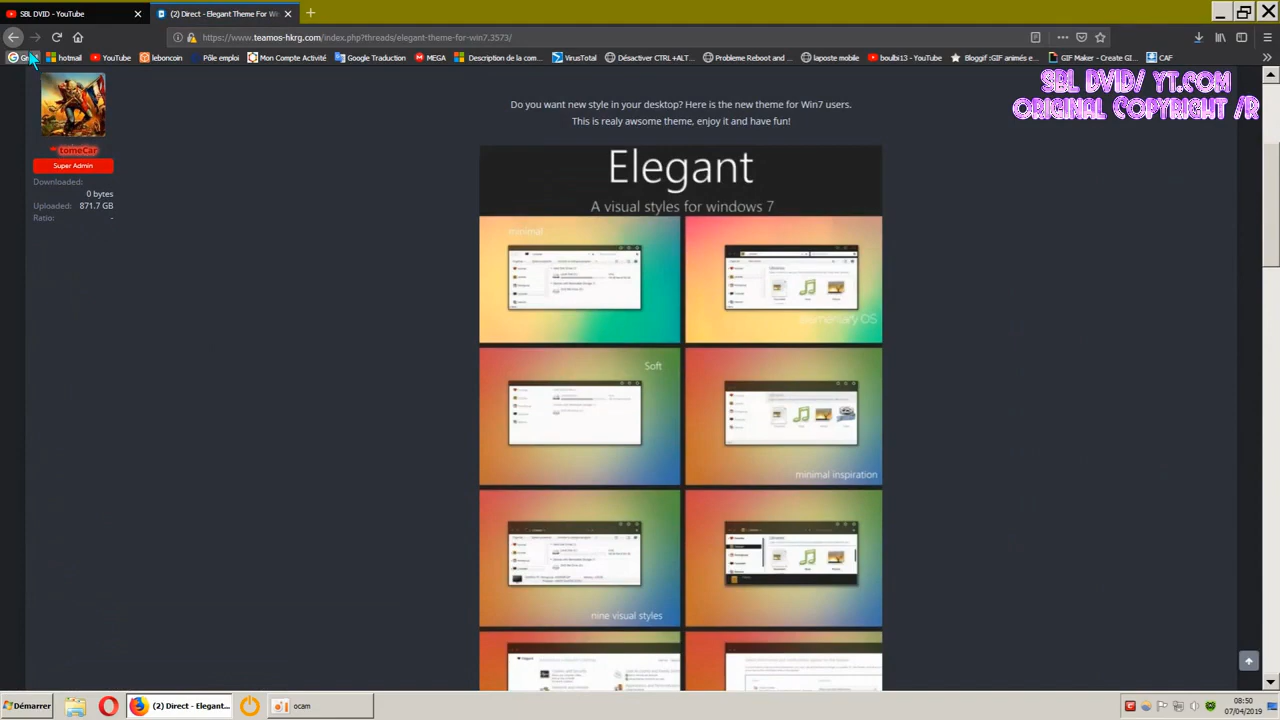 SBL DVID - YouTube
(2) Direct - Elegant Theme For Wi
https://www.teamos-hkrg.com/index.php?threads/elegant-theme-for-win7.3573/
hotmail
YouTube
leboncoin
Pôle emploi
Mon Compte Activité
Google Traduction
MEGA
Description de la com...
VirusTotal
Désactiver CTRL+ALT...
Probleme Reboot and ...
laposte mobile
boulbi13 - YouTube
Bloggif :GIF animés e...
GIF Maker - Create GI...
CAF
SBL DVID/ YT.COM
ORIGINAL COPYRIGHT /R
tomeCar
Super Admin
Downloaded:
0 bytes
Uploaded: 871.7 GB
Ratio: -
Do you want new style in your desktop? Here is the new theme for Win7 users.
This is realy awsome theme, enjoy it and have fun!
Elegant
A visual styles for windows 7
minimal
elementary OS
Soft
minimal inspiration
nine visual styles
Démarrer
(2) Direct - Elegant...
ocam
08:50
07/04/2019